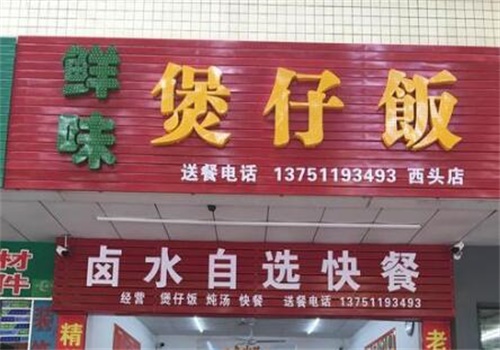 鲜味
煲仔飯
送餐电话 13751193493 西头店
卤水自选快餐
经营 煲仔饭 炖汤 快餐 送餐电话 13751193493
材
精
老